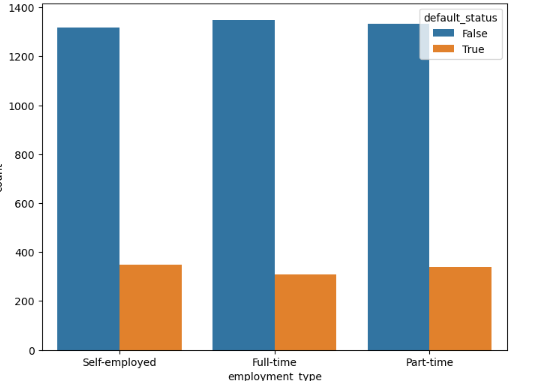 1400
1200
1000
800
600
400
200
0
default_status
False
True
Self-employed
Full-time
Part-time
employment_type